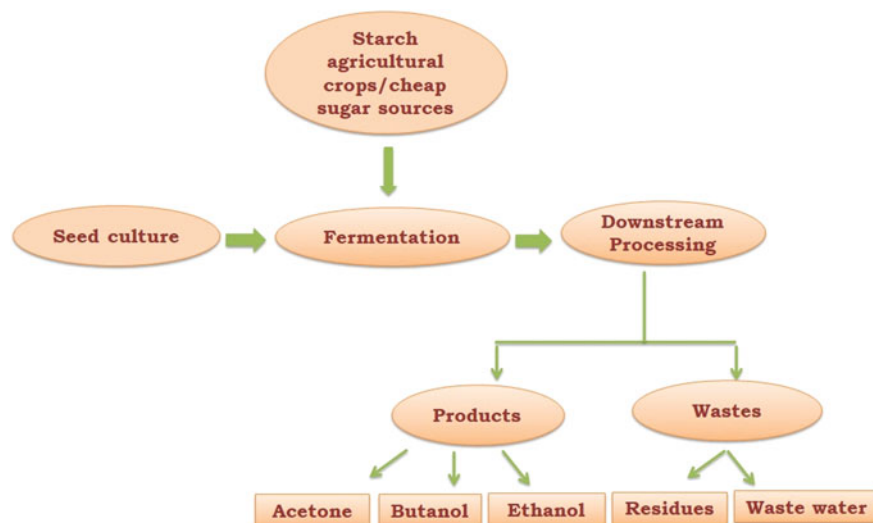 Starch
agricultural
crops/cheap
sugar sources
Seed culture
Fermentation
Downstream
Processing
Products
Wastes
Acetone
Butanol
Ethanol
Residues
Waste water